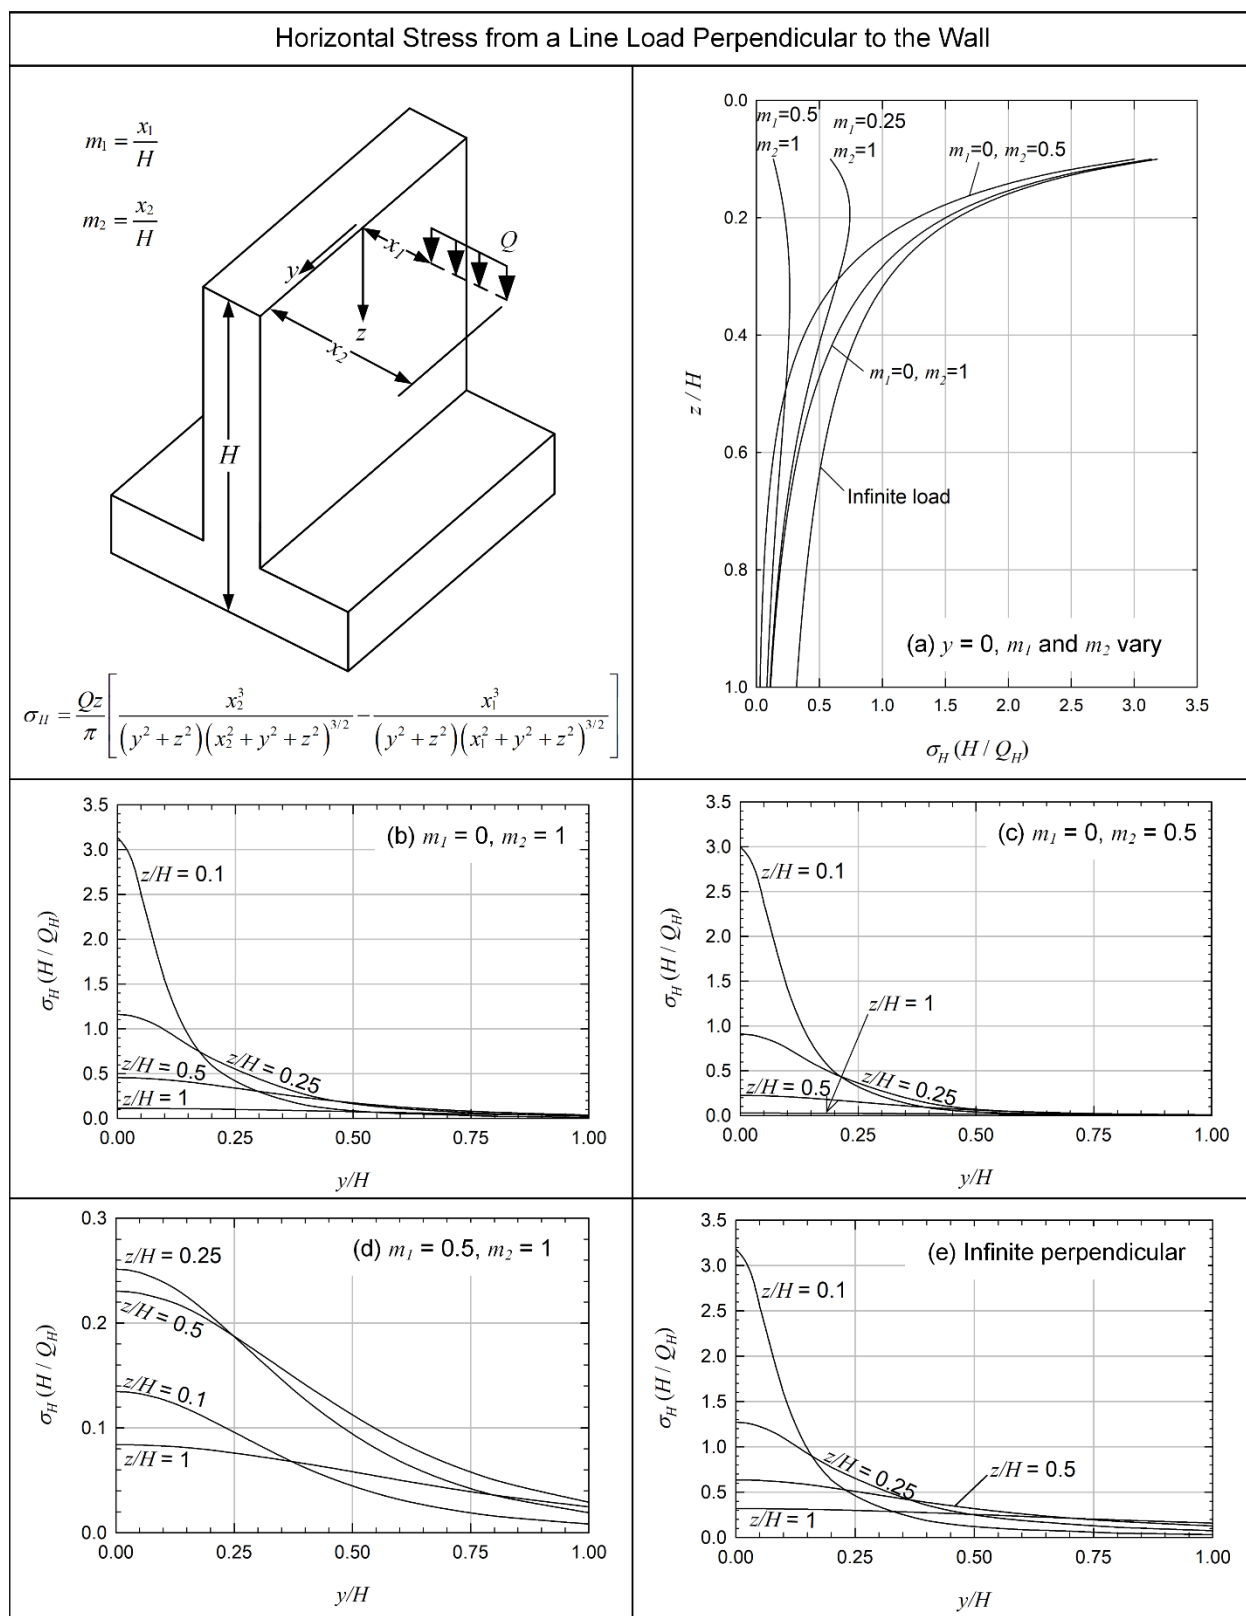 Horizontal Stress from a Line Load Perpendicular to the Wall
m₁ = x₁/H
m₂ = x₂/H
y
x₁
Q
z
x₂
H
σ_H = Qz/π [ x₂³/((y² + z²)(x₂² + y² + z²)^3/2) − x₁³/((y² + z²)(x₁² + y² + z²)^3/2) ]
0.0
0.2
0.4
0.6
0.8
1.0
z / H
m₁=0.5
m₂=1
m₁=0.25
m₂=1
m₁=0, m₂=0.5
m₁=0, m₂=1
Infinite load
(a) y = 0, m₁ and m₂ vary
0.0 0.5 1.0 1.5 2.0 2.5 3.0 3.5
σ_H (H / Q_H)
3.5
3.0
2.5
2.0
1.5
1.0
0.5
0.0
σ_H (H / Q_H)
(b) m₁ = 0, m₂ = 1
z/H = 0.1
z/H = 0.25
z/H = 0.5
z/H = 1
0.00 0.25 0.50 0.75 1.00
y/H
3.5
3.0
2.5
2.0
1.5
1.0
0.5
0.0
σ_H (H / Q_H)
(c) m₁ = 0, m₂ = 0.5
z/H = 0.1
z/H = 1
z/H = 0.25
z/H = 0.5
0.00 0.25 0.50 0.75 1.00
y/H
0.3
0.2
0.1
0.0
σ_H (H / Q_H)
(d) m₁ = 0.5, m₂ = 1
z/H = 0.25
z/H = 0.5
z/H = 0.1
z/H = 1
0.00 0.25 0.50 0.75 1.00
y/H
3.5
3.0
2.5
2.0
1.5
1.0
0.5
0.0
σ_H (H / Q_H)
(e) Infinite perpendicular
z/H = 0.1
z/H = 0.25
z/H = 0.5
z/H = 1
0.00 0.25 0.50 0.75 1.00
y/H